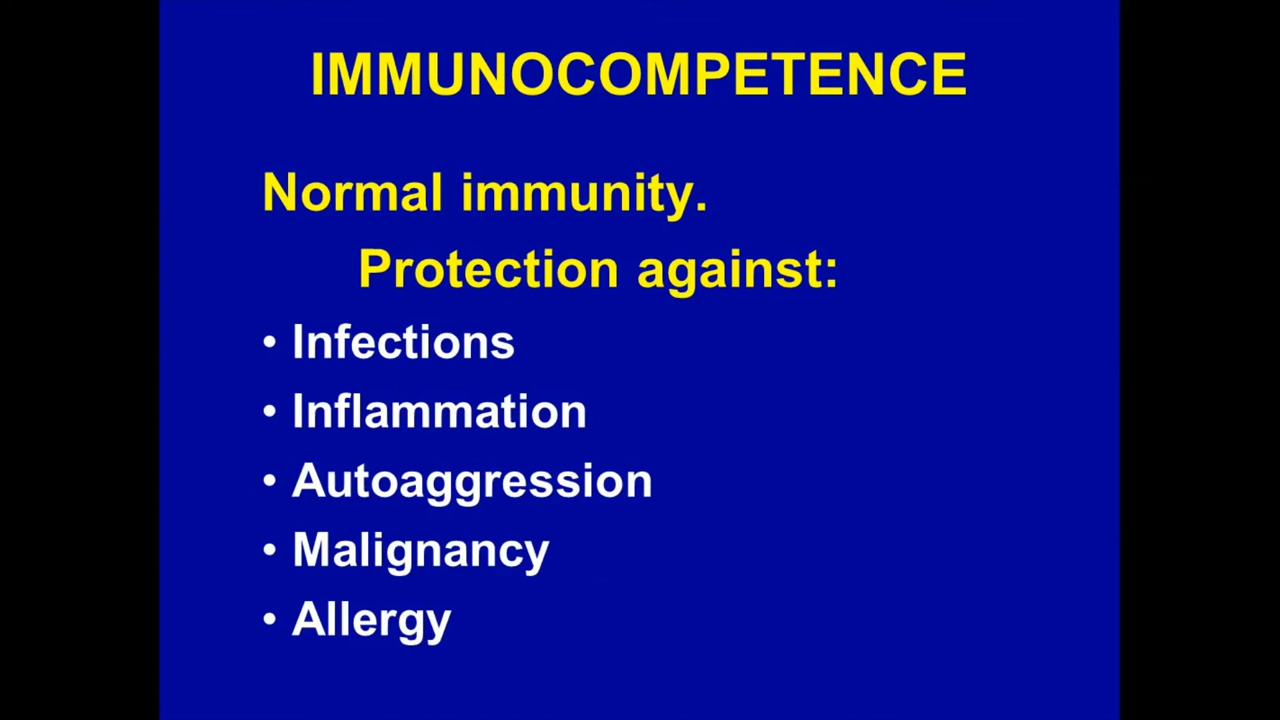 IMMUNOCOMPETENCE
Normal immunity.
Protection against:
• Infections
• Inflammation
• Autoaggression
• Malignancy
• Allergy